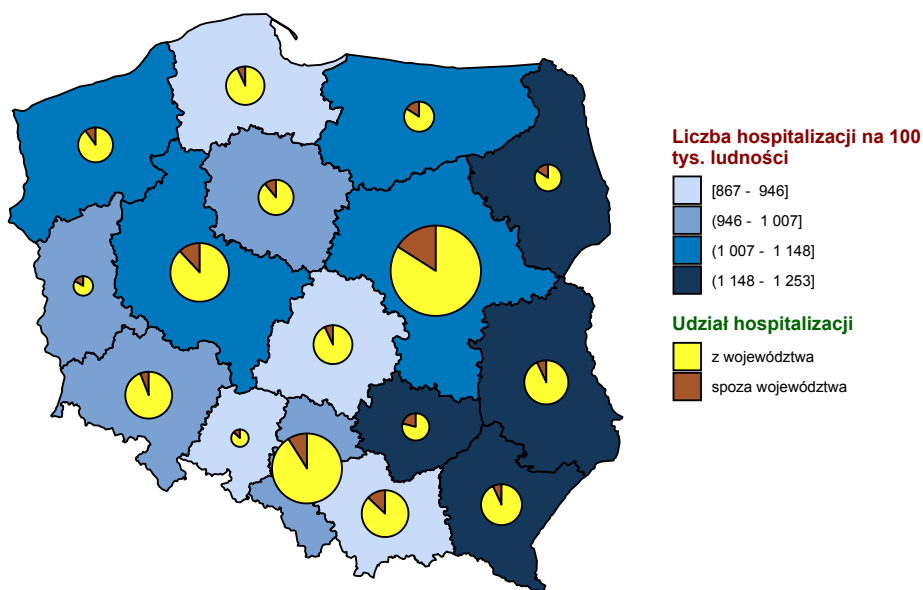 Liczba hospitalizacji na 100
tys. ludności
[867 - 946]
(946 - 1 007]
(1 007 - 1 148]
(1 148 - 1 253]
Udział hospitalizacji
z województwa
spoza województwa